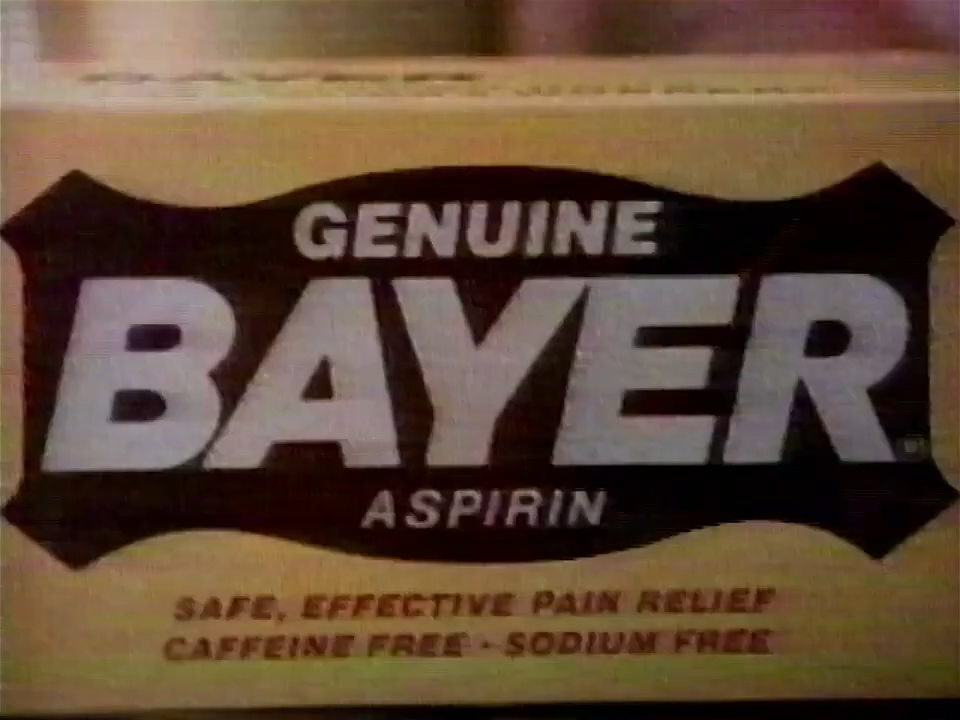 GENUINE
BAYER
ASPIRIN
SAFE, EFFECTIVE PAIN RELIEF
CAFFEINE FREE • SODIUM FREE